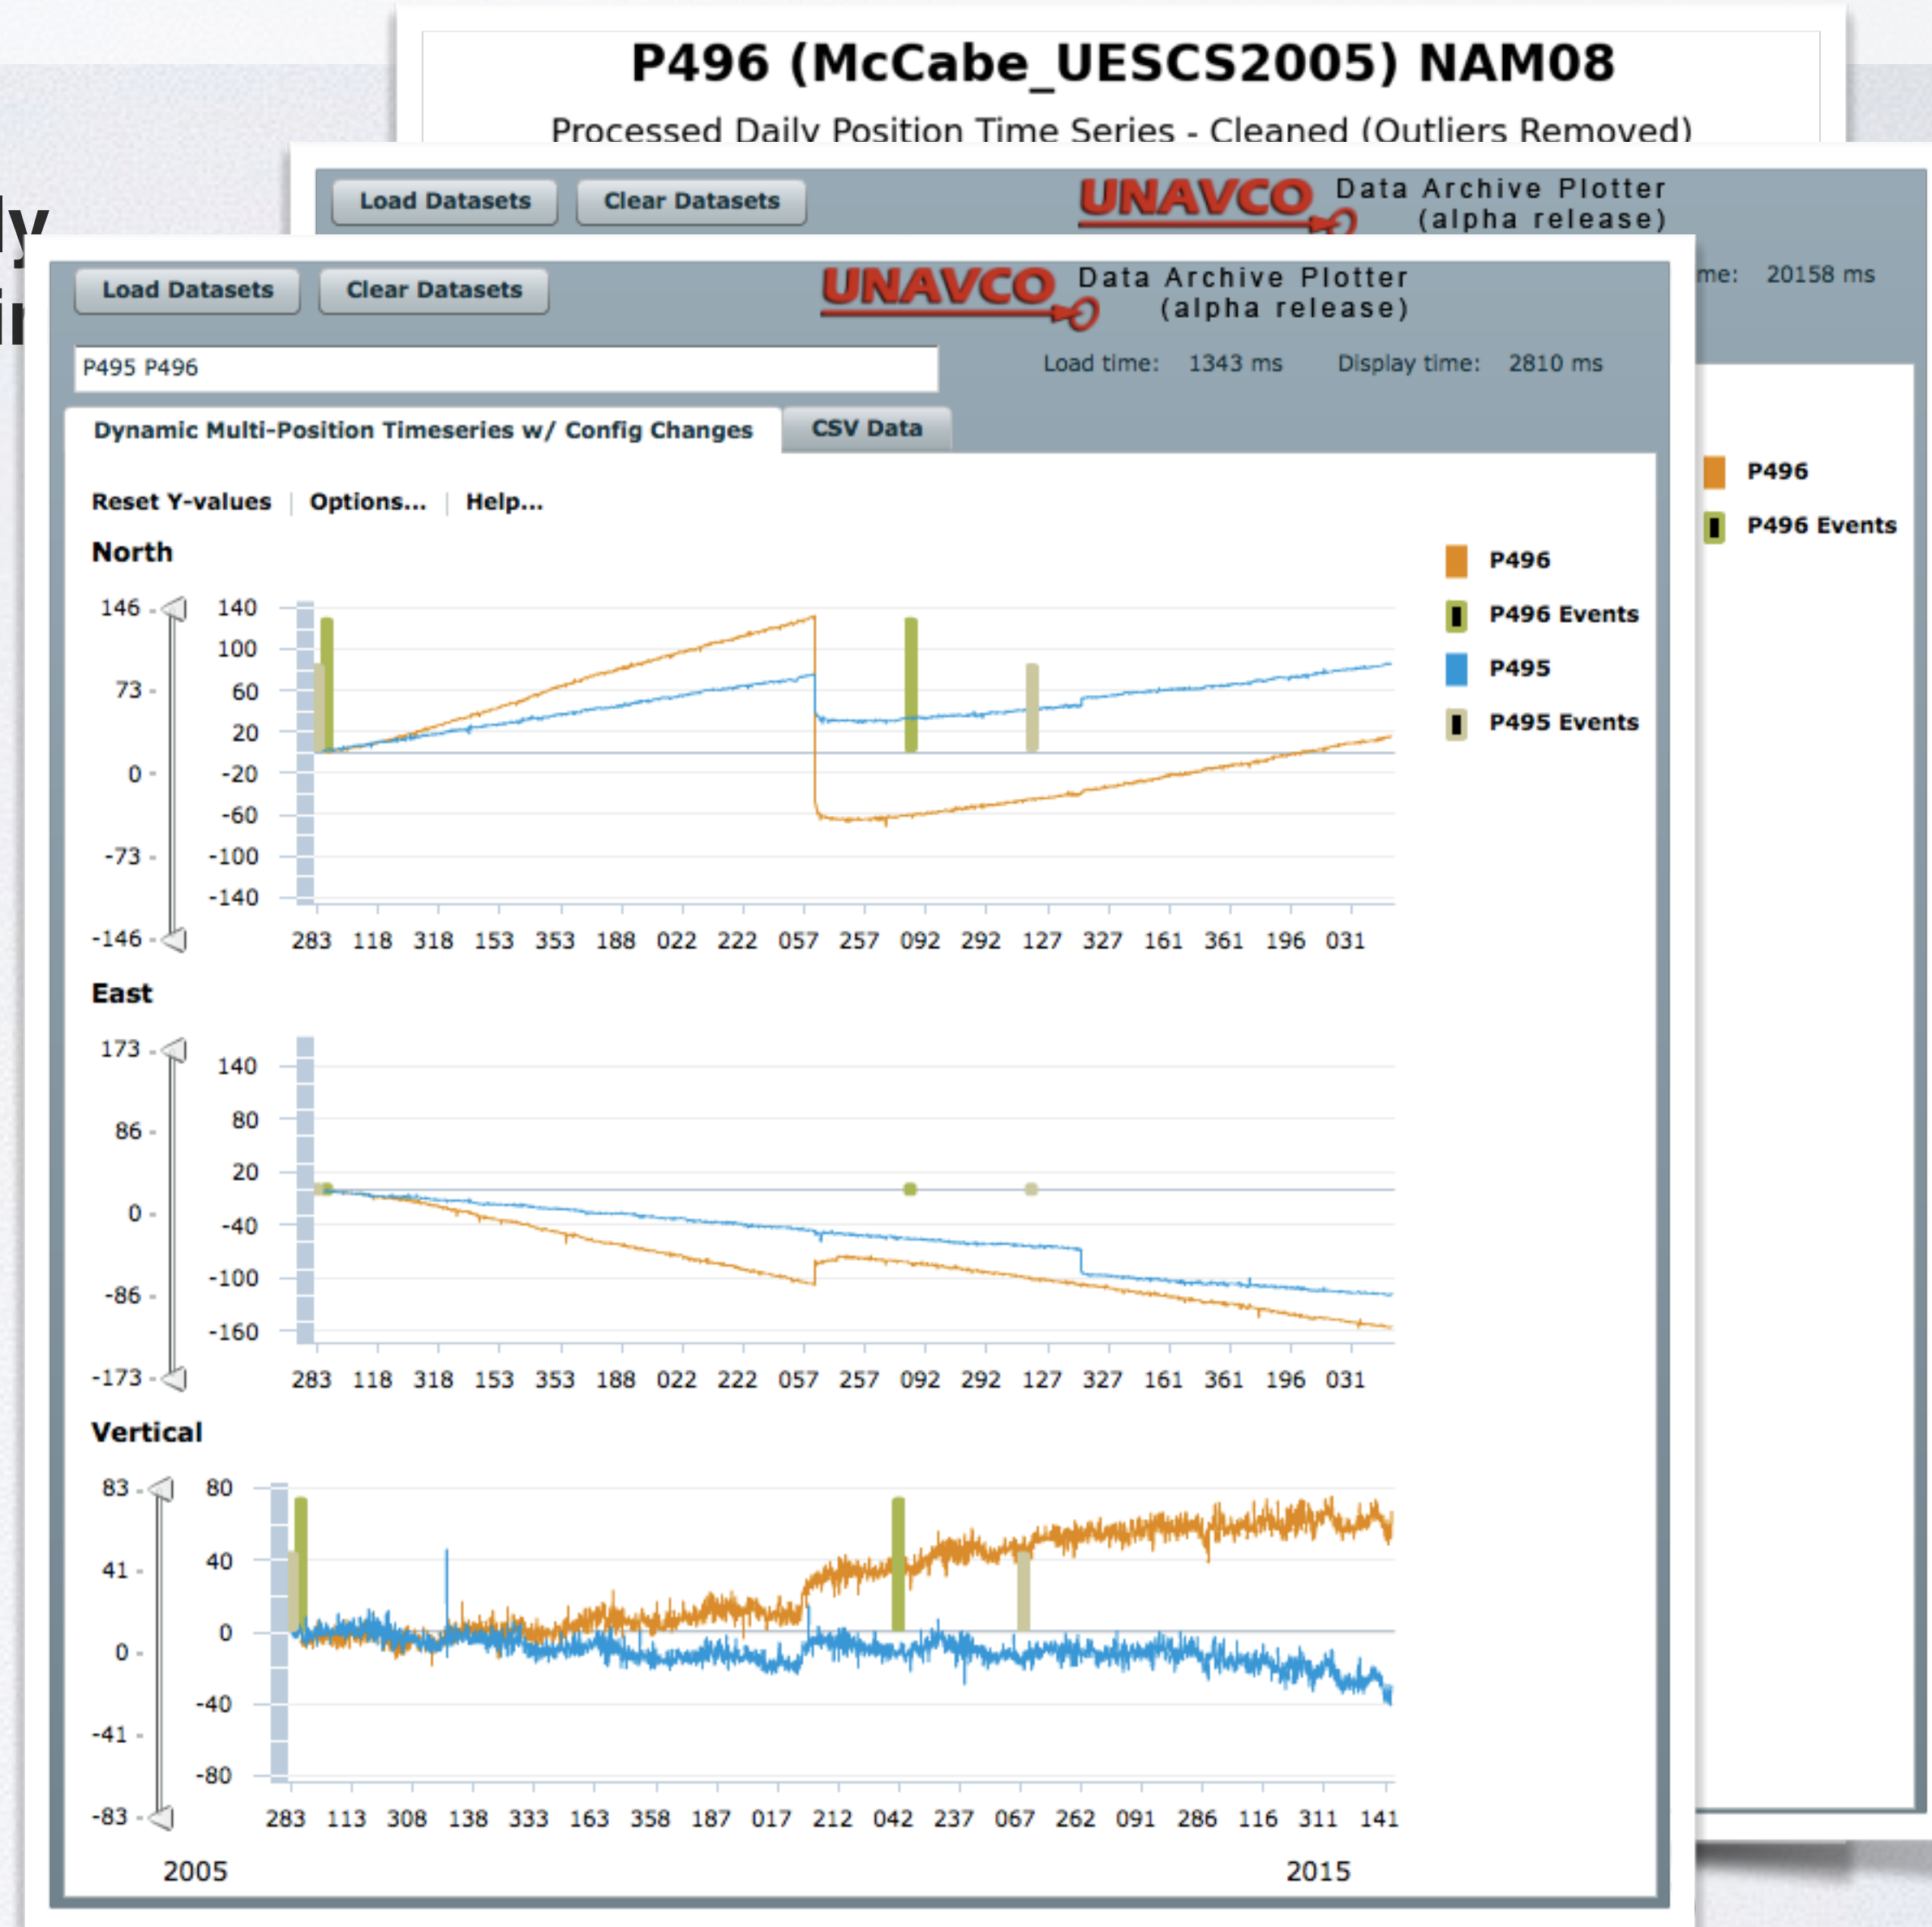 P496 (McCabe_UESCS2005) NAM08
Processed Daily Position Time Series - Cleaned (Outliers Removed)
Load Datasets Clear Datasets UNAVCO Data Archive Plotter
(alpha release)
20158 ms
P496
P496 Events
Load Datasets Clear Datasets UNAVCO Data Archive Plotter
(alpha release)
P495 P496 Load time: 1343 ms Display time: 2810 ms
Dynamic Multi-Position Timeseries w/ Config Changes CSV Data
Reset Y-values Options... Help...
North
146
73
0
-73
-146
140
100
60
20
-20
-60
-100
-140
283 118 318 153 353 188 022 222 057 257 092 292 127 327 161 361 196 031
P496
P496 Events
P495
P495 Events
East
173
86
0
-86
-173
140
80
20
-40
-100
-160
283 118 318 153 353 188 022 222 057 257 092 292 127 327 161 361 196 031
Vertical
83
41
0
-41
-83
80
40
0
-40
-80
283 113 308 138 333 163 358 187 017 212 042 237 067 262 091 286 116 311 141
2005 2015